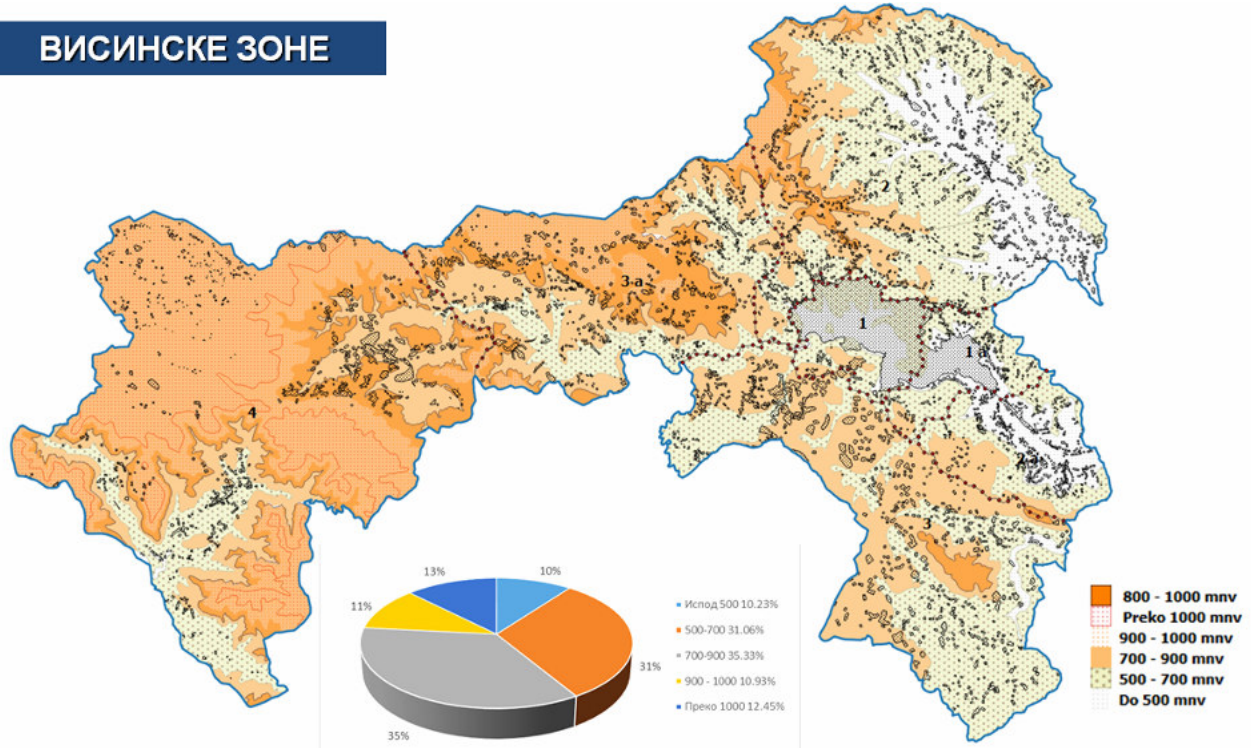 ВИСИНСКЕ ЗОНЕ
2
3-a
1
1 a
4
3
13%
10%
11%
31%
35%
Испод 500 10.23%
500-700 31.06%
700-900 35.33%
900 - 1000 10.93%
Преко 1000 12.45%
800 - 1000 mnv
Preko 1000 mnv
900 - 1000 mnv
700 - 900 mnv
500 - 700 mnv
Do 500 mnv